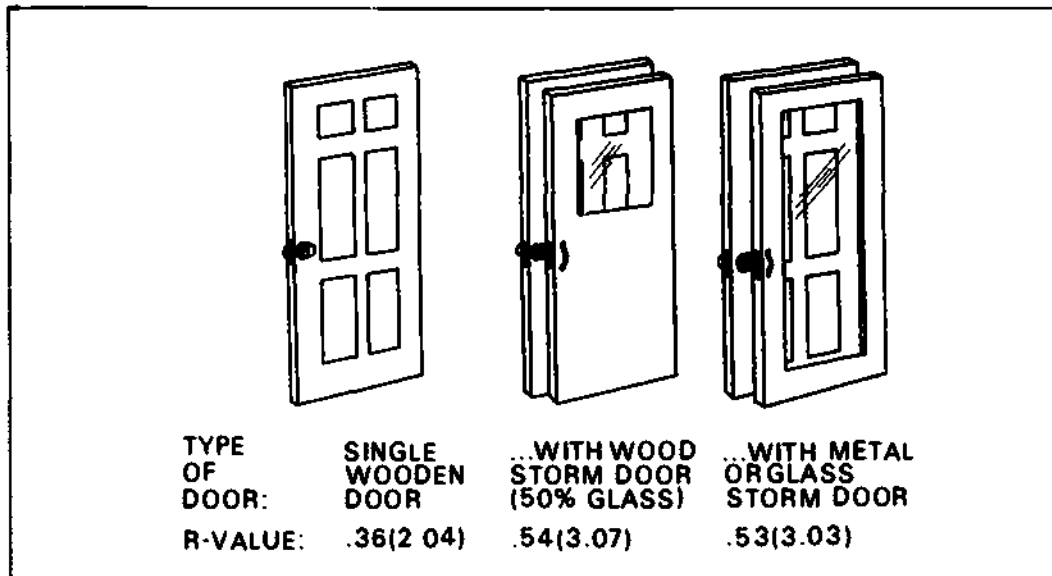 TYPE OF DOOR:
SINGLE WOODEN DOOR
...WITH WOOD STORM DOOR (50% GLASS)
...WITH METAL OR GLASS STORM DOOR
R-VALUE: .36(2 04) .54(3.07) .53(3.03)